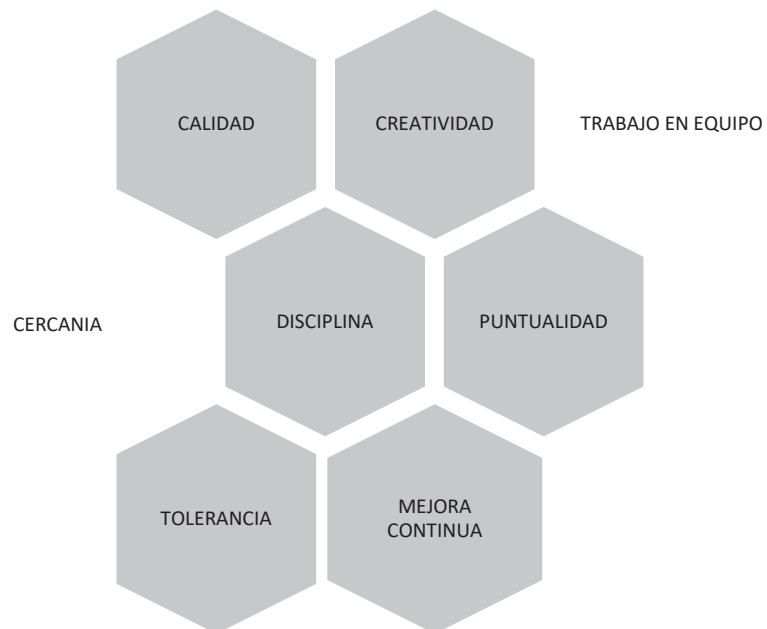 CALIDAD
CREATIVIDAD
TRABAJO EN EQUIPO
CERCANIA
DISCIPLINA
PUNTUALIDAD
TOLERANCIA
MEJORA
CONTINUA